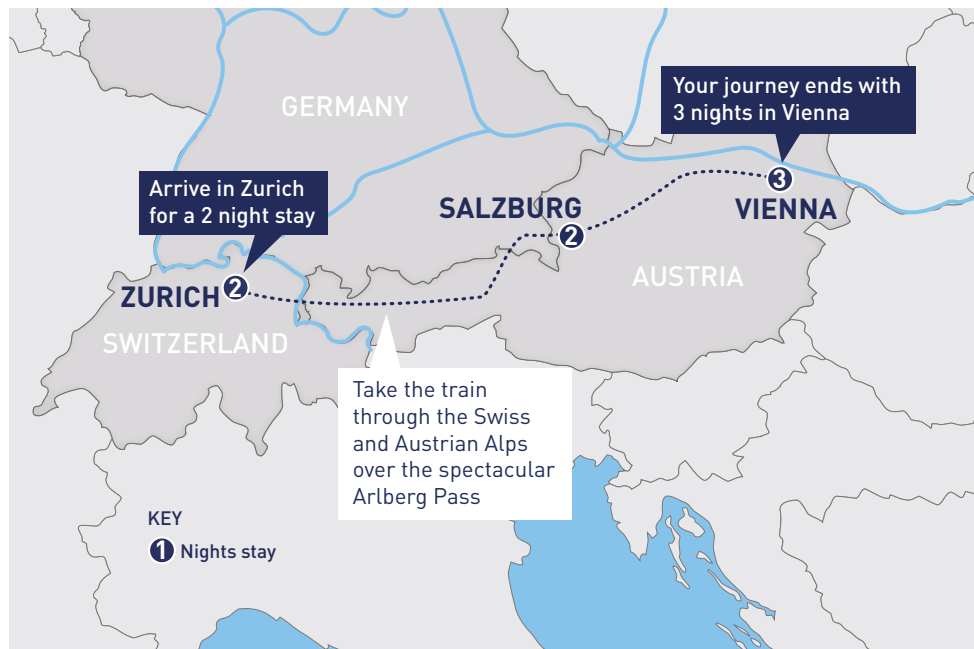 GERMANY
Your journey ends with
3 nights in Vienna
Arrive in Zurich
for a 2 night stay
SALZBURG
2
3
VIENNA
ZURICH
2
AUSTRIA
SWITZERLAND
Take the train
through the Swiss
and Austrian Alps
over the spectacular
Arlberg Pass
KEY
1 Nights stay